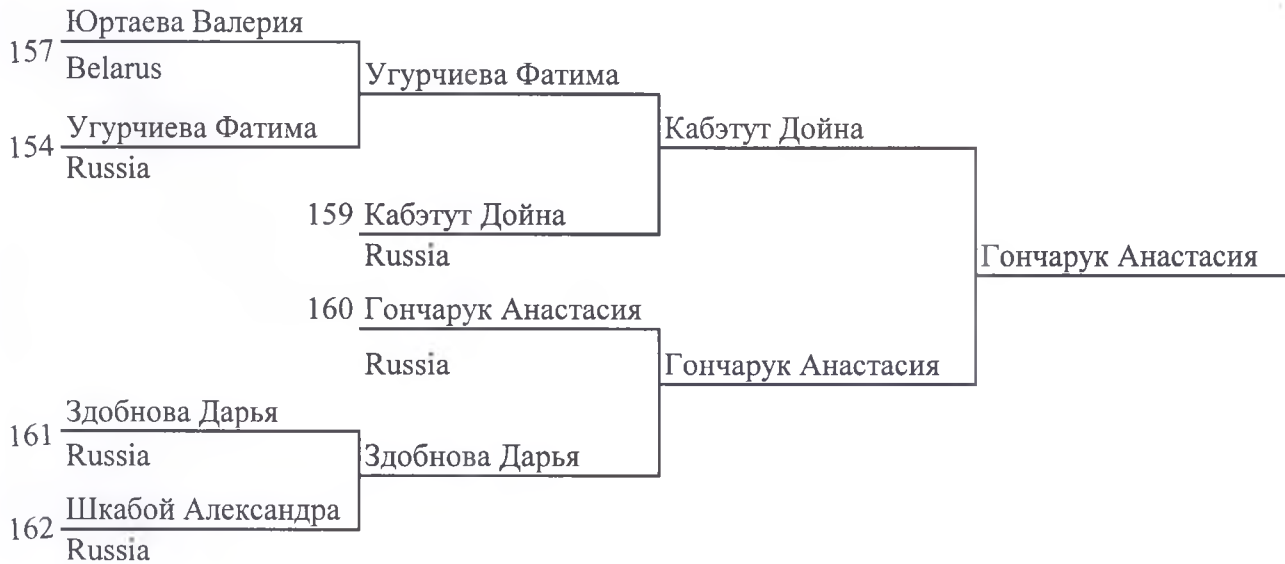 Юртаева Валерия
157
Belarus
Угурчиева Фатима
Угурчиева Фатима
154
Russia
Кабэтут Дойна
159 Кабэтут Дойна
Russia
Гончарук Анастасия
160 Гончарук Анастасия
Russia
Гончарук Анастасия
Здобнова Дарья
161
Russia
Здобнова Дарья
Шкабой Александра
162
Russia